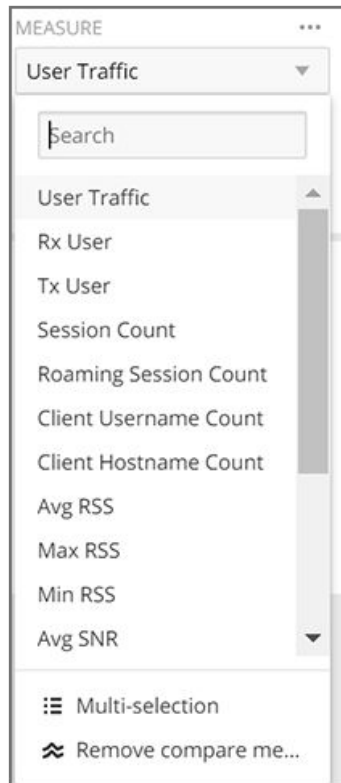 MEASURE
User Traffic
Search
User Traffic
Rx User
Tx User
Session Count
Roaming Session Count
Client Username Count
Client Hostname Count
Avg RSS
Max RSS
Min RSS
Avg SNR
Multi-selection
Remove compare me...